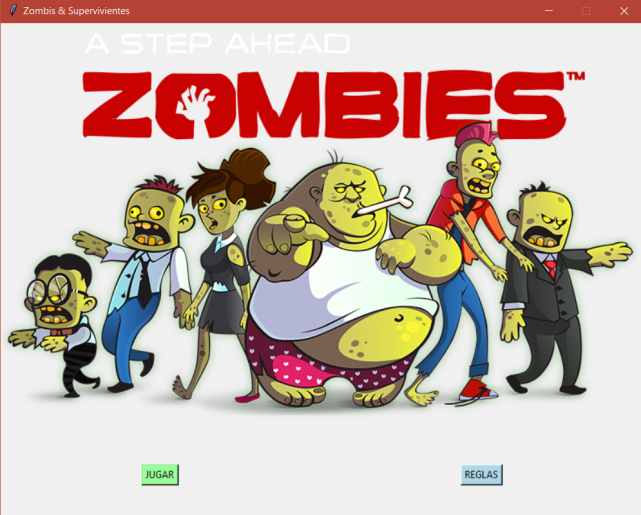 Zombis & Supervivientes
A STEP AHEAD
ZOMBIES™
JUGAR
REGLAS